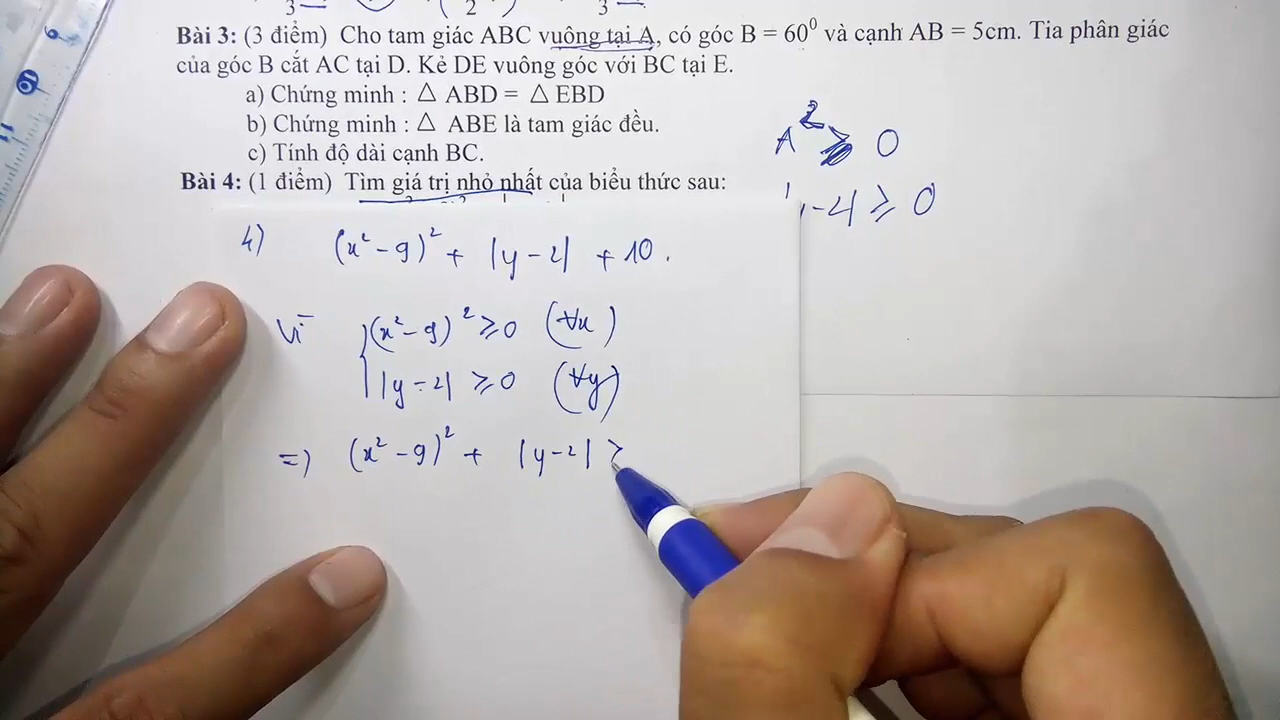 Bài 3: (3 điểm) Cho tam giác ABC vuông tại A, có góc B = 60⁰ và cạnh AB = 5cm. Tia phân giác
của góc B cắt AC tại D. Kẻ DE vuông góc với BC tại E.
a) Chứng minh : △ ABD = △ EBD
b) Chứng minh : △ ABE là tam giác đều.
c) Tính độ dài cạnh BC.
A² ⩾ 0
-2| ⩾ 0
Bài 4: (1 điểm) Tìm giá trị nhỏ nhất của biểu thức sau:
4) (x² - 9)² + |y - 2| + 10.
Vì (x² - 9)² ⩾ 0 (∀x)
|y - 2| ⩾ 0 (∀y)
=) (x² - 9)² + |y - 2| ⩾